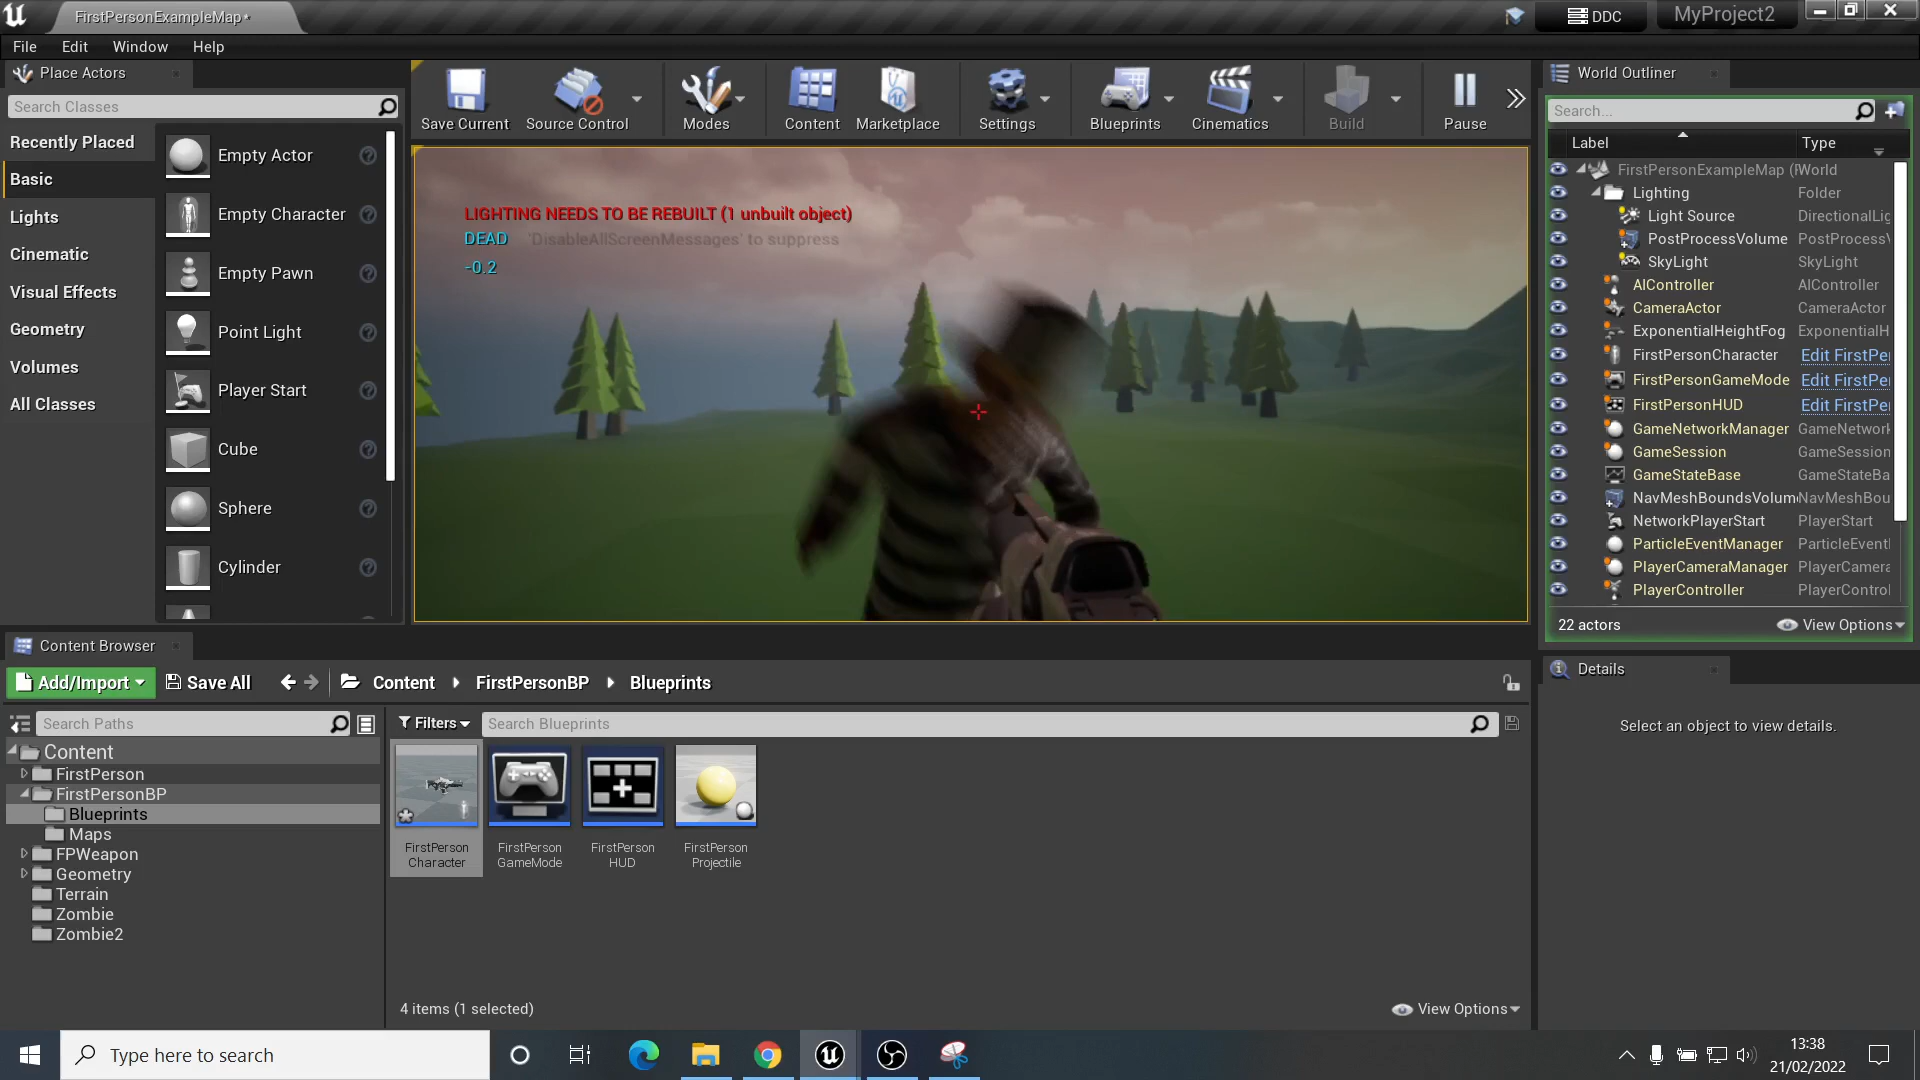 FirstPersonExampleMap*
DDC
MyProject2
File Edit Window Help
Place Actors
Search Classes
Recently Placed
Basic
Lights
Cinematic
Visual Effects
Geometry
Volumes
All Classes
Empty Actor
Empty Character
Empty Pawn
Point Light
Player Start
Cube
Sphere
Cylinder
Save Current
Source Control
Modes
Content
Marketplace
Settings
Blueprints
Cinematics
Build
Pause
LIGHTING NEEDS TO BE REBUILT (1 unbuilt object)
DEAD 'DisableAllScreenMessages' to suppress
-0.2
World Outliner
Search...
Label Type
FirstPersonExampleMap ( World
Lighting Folder
Light Source DirectionalLig
PostProcessVolume PostProcessV
SkyLight SkyLight
AIController AIController
CameraActor CameraActor
ExponentialHeightFog ExponentialH
FirstPersonCharacter Edit FirstPe
FirstPersonGameMode Edit FirstPe
FirstPersonHUD Edit FirstPe
GameNetworkManager GameNetwork
GameSession GameSession
GameStateBase GameStateBa
NavMeshBoundsVolum NavMeshBou
NetworkPlayerStart PlayerStart
ParticleEventManager ParticleEventl
PlayerCameraManager PlayerCamera
PlayerController PlayerControl
22 actors View Options
Details
Select an object to view details.
Content Browser
Add/Import Save All Content FirstPersonBP Blueprints
Search Paths
Filters Search Blueprints
Content
FirstPerson
FirstPersonBP
Blueprints
Maps
FPWeapon
Geometry
Terrain
Zombie
Zombie2
FirstPerson
Character
FirstPerson
GameMode
FirstPerson
HUD
FirstPerson
Projectile
4 items (1 selected) View Options
Type here to search
13:38
21/02/2022